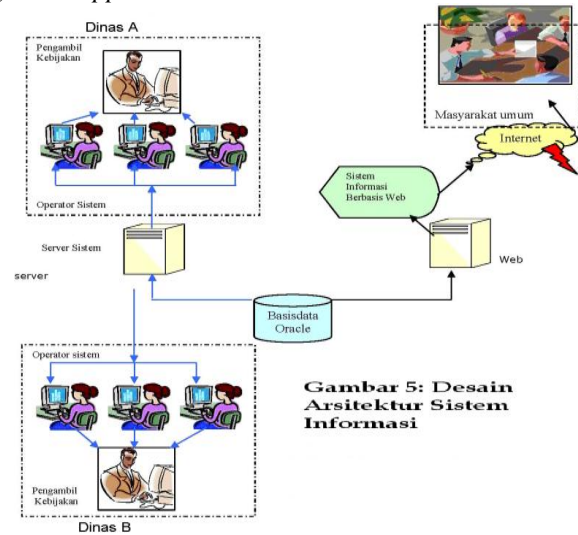 Dinas A
Pengambil
Kebijakan
Operator Sistem
Masyarakat umum
Internet
Sistem
Informasi
Berbasis Web
Server Sistem
server
Web
Basisdata
Oracle
Operator sistem
Gambar 5: Desain
Arsitektur Sistem
Informasi
Pengambil
Kebijakan
Dinas B